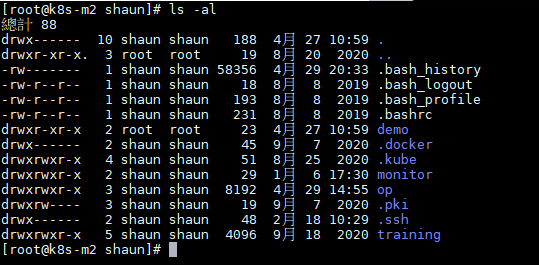 [root@k8s-m2 shaun]# ls -al
總計 88
drwx------ 10 shaun shaun 188 4月 27 10:59 .
drwxr-xr-x. 3 root root 19 8月 20 2020 ..
-rw------- 1 shaun shaun 58356 4月 29 20:33 .bash_history
-rw-r--r-- 1 shaun shaun 18 8月 8 2019 .bash_logout
-rw-r--r-- 1 shaun shaun 193 8月 8 2019 .bash_profile
-rw-r--r-- 1 shaun shaun 231 8月 8 2019 .bashrc
drwxr-xr-x 2 root root 23 4月 27 10:59 demo
drwx------ 2 shaun shaun 45 9月 7 2020 .docker
drwxrwxr-x 4 shaun shaun 51 8月 25 2020 .kube
drwxrwxr-x 2 shaun shaun 29 1月 6 17:30 monitor
drwxrwxr-x 3 shaun shaun 8192 4月 29 14:55 op
drwxrw---- 3 shaun shaun 19 9月 7 2020 .pki
drwx------ 2 shaun shaun 48 2月 18 10:29 .ssh
drwxrwxr-x 5 shaun shaun 4096 9月 18 2020 training
[root@k8s-m2 shaun]#